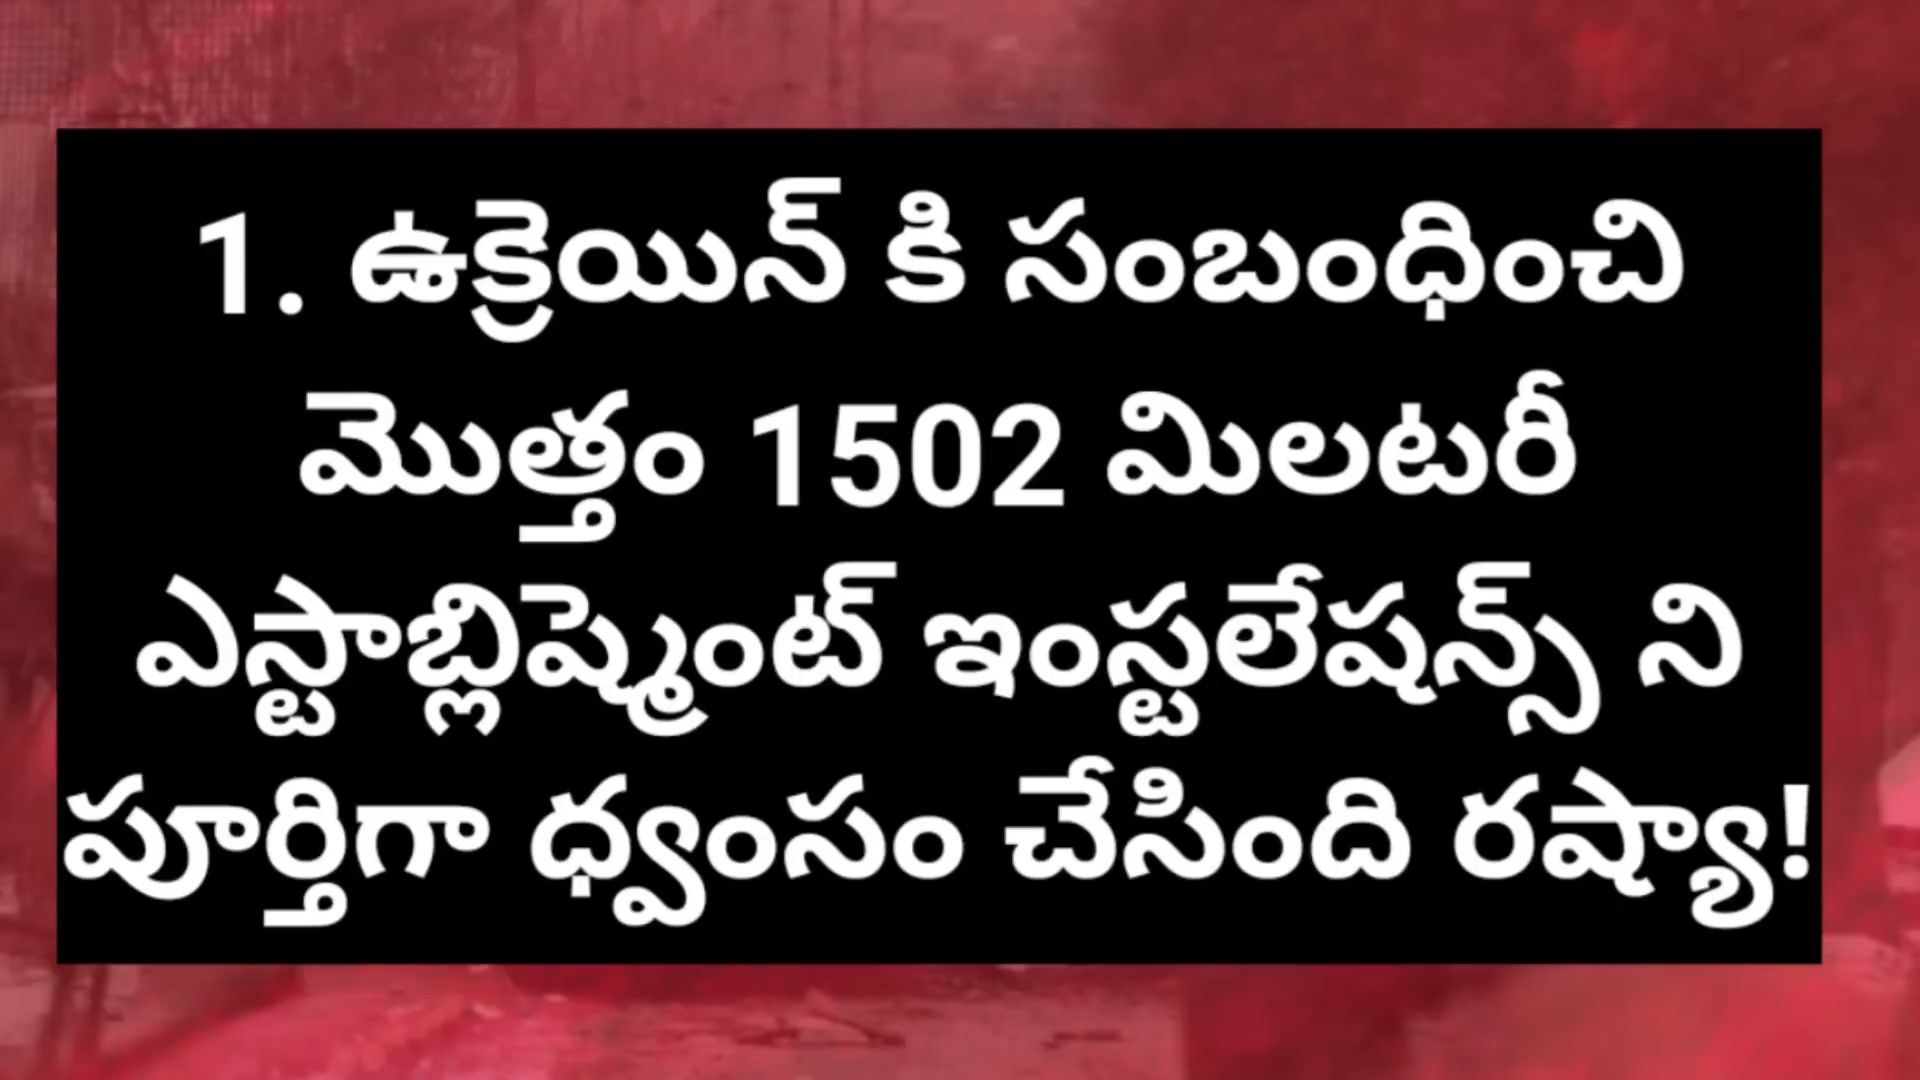 1. ఉక్రెయిన్ కి సంబంధించి
మొత్తం 1502 మిలటరీ
ఎస్టాబ్లిష్మెంట్ ఇంస్టలేషన్స్ ని
పూర్తిగా ధ్వంసం చేసింది రష్యా!